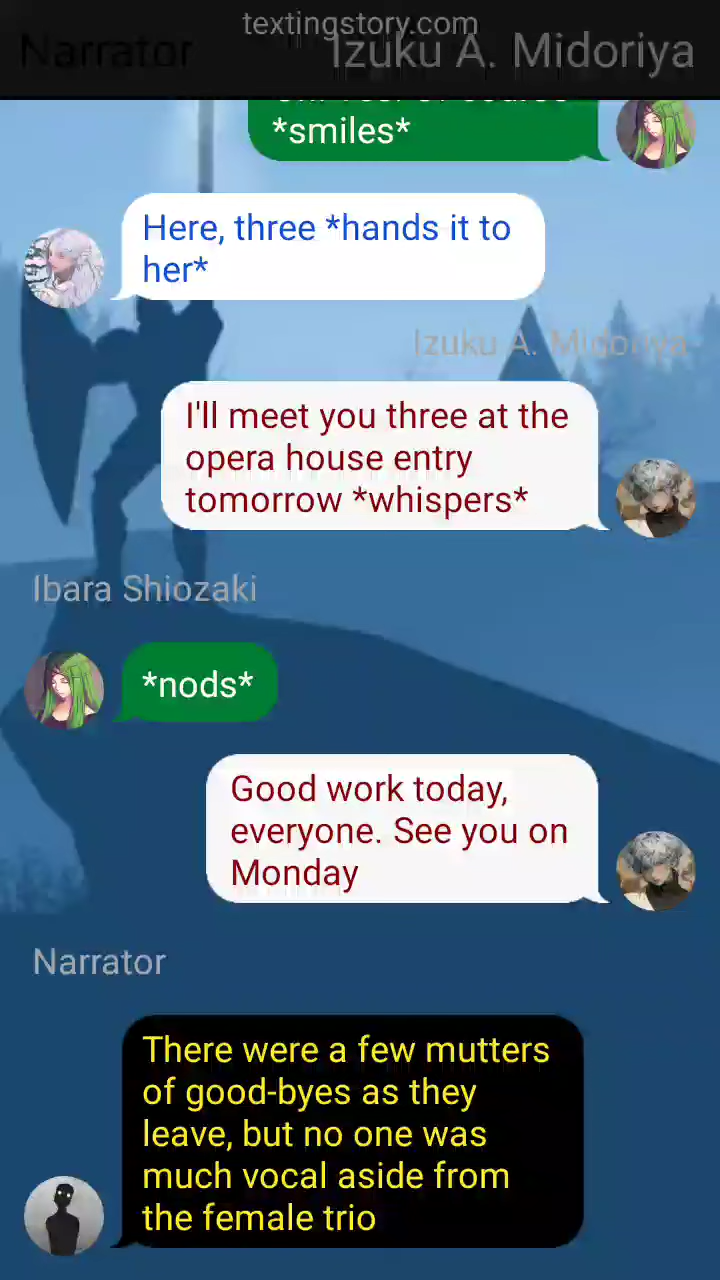 textingstory.com
Narrator
Izuku A. Midoriya
*smiles*
Here, three *hands it to
her*
Izuku A. Midoriya
I'll meet you three at the
opera house entry
tomorrow *whispers*
Ibara Shiozaki
*nods*
Good work today,
everyone. See you on
Monday
Narrator
There were a few mutters
of good-byes as they
leave, but no one was
much vocal aside from
the female trio